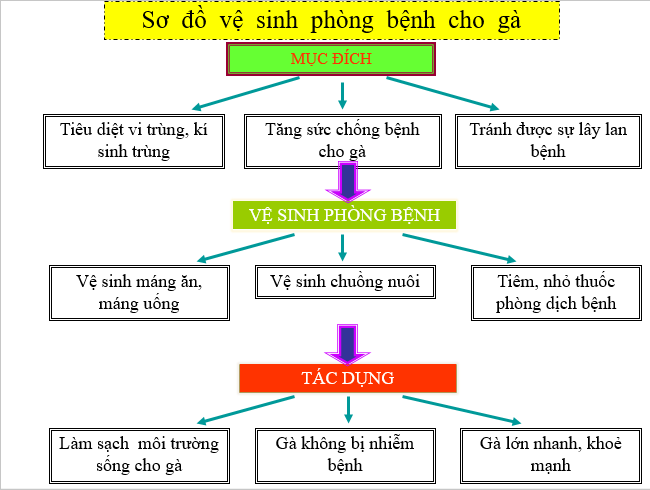 Sơ đồ vệ sinh phòng bệnh cho gà
MỤC ĐÍCH
Tiêu diệt vi trùng, kí
sinh trùng
Tăng sức chống bệnh
cho gà
Tránh được sự lây lan
bệnh
VỆ SINH PHÒNG BỆNH
Vệ sinh máng ăn,
máng uống
Vệ sinh chuồng nuôi
Tiêm, nhỏ thuốc
phòng dịch bệnh
TÁC DỤNG
Làm sạch môi trường
sống cho gà
Gà không bị nhiễm
bệnh
Gà lớn nhanh, khoẻ
mạnh